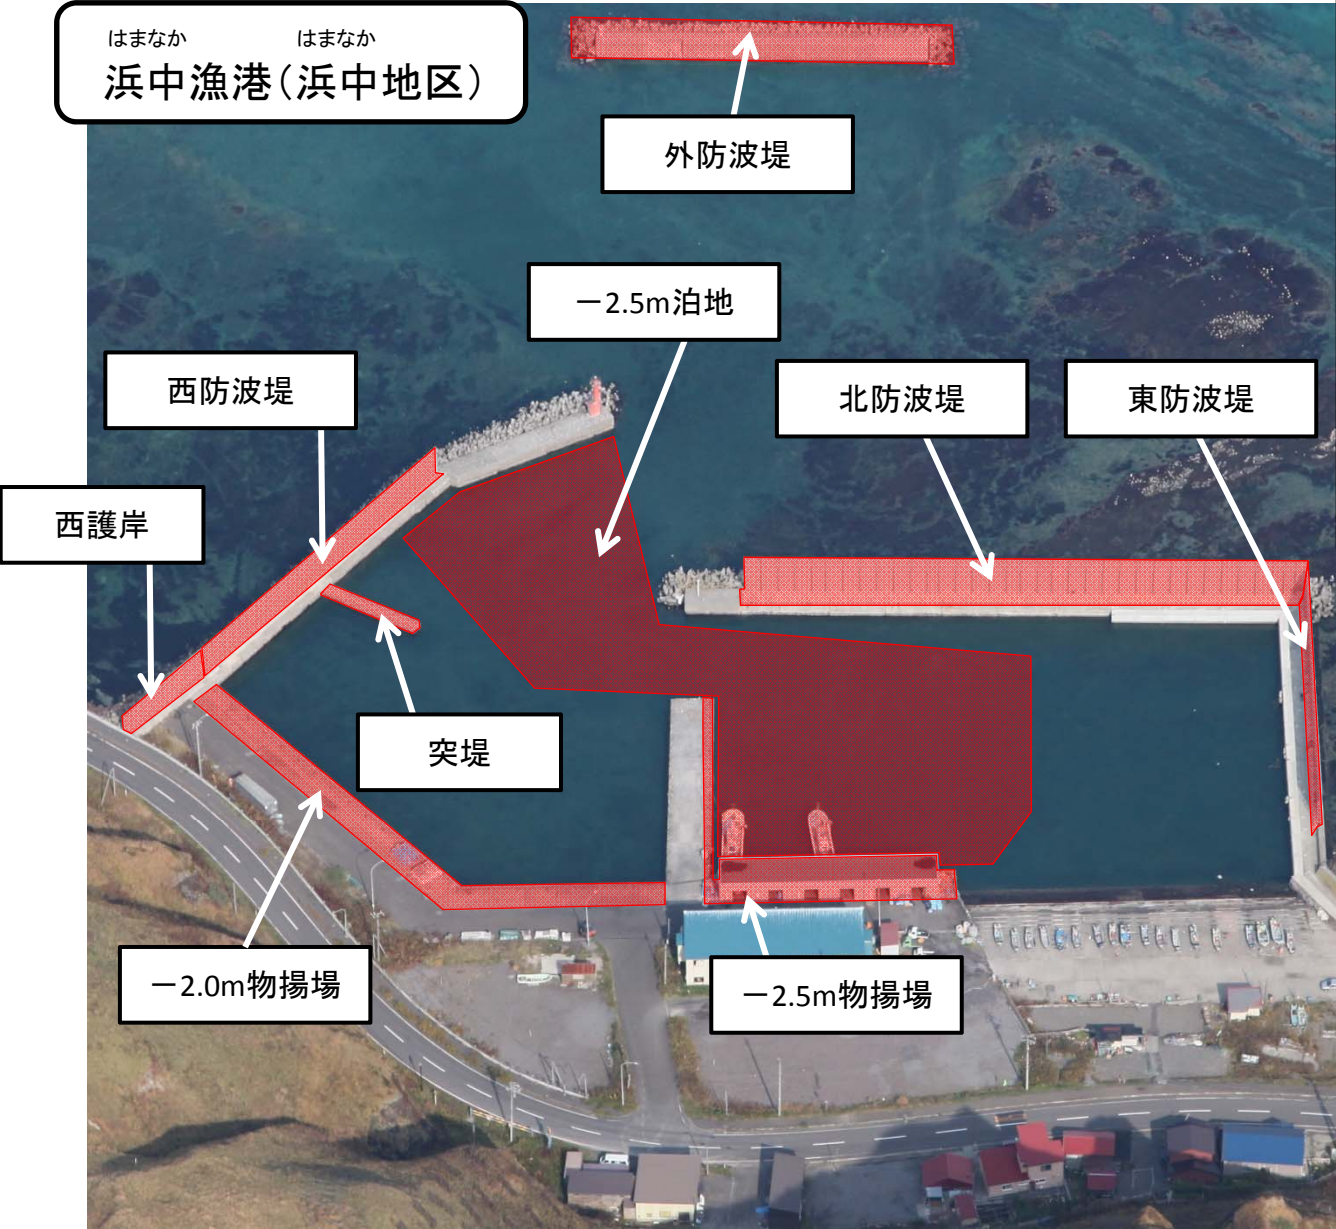 はまなか はまなか
浜中漁港（浜中地区）
外防波堤
－2.5m泊地
西防波堤
北防波堤
東防波堤
西護岸
突堤
－2.0m物揚場
－2.5m物揚場